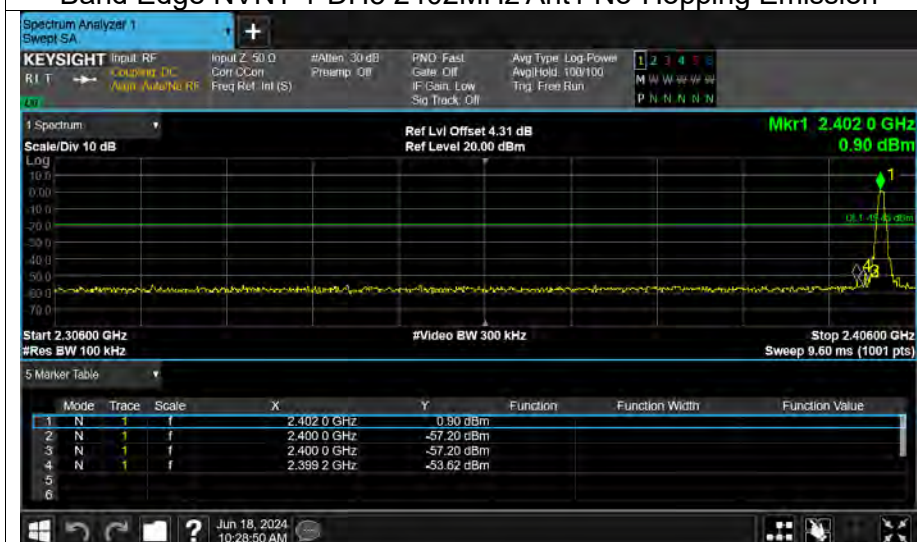 Band Edge NVNT 1-DH5 2402MHz Ant1 No-Hopping Emission
Spectrum Analyzer 1
Swept SA
+
KEYSIGHT Input: RF Input Z: 50 Ω #Atten: 30 dB PNO: Fast Avg Type: Log-Power 1 2 3 4 5 6
RLT Coupling: DC Corr CCorr Preamp: Off Gate: Off Avg|Hold: 100/100 M W W W W W
Align: Auto/No RF Freq Ref: Int (S) IF Gain: Low Trig: Free Run
Sig Track: Off P N N N N N
1 Spectrum
Ref Lvl Offset 4.31 dB Mkr1 2.402 0 GHz
Scale/Div 10 dB Ref Level 20.00 dBm 0.90 dBm
Log
10.0 1
0.00
-10.0
-20.0
-30.0
-40.0
-50.0 4 3
-60.0
-70.0
Start 2.30600 GHz #Video BW 300 kHz Stop 2.40600 GHz
#Res BW 100 kHz Sweep 9.60 ms (1001 pts)
5 Marker Table
Mode Trace Scale X Y Function Function Width Function Value
1 N 1 f 2.402 0 GHz 0.90 dBm
2 N 1 f 2.400 0 GHz -57.20 dBm
3 N 1 f 2.400 0 GHz -57.20 dBm
4 N 1 f 2.399 2 GHz -53.62 dBm
5
6
? Jun 18, 2024
10:28:50 AM